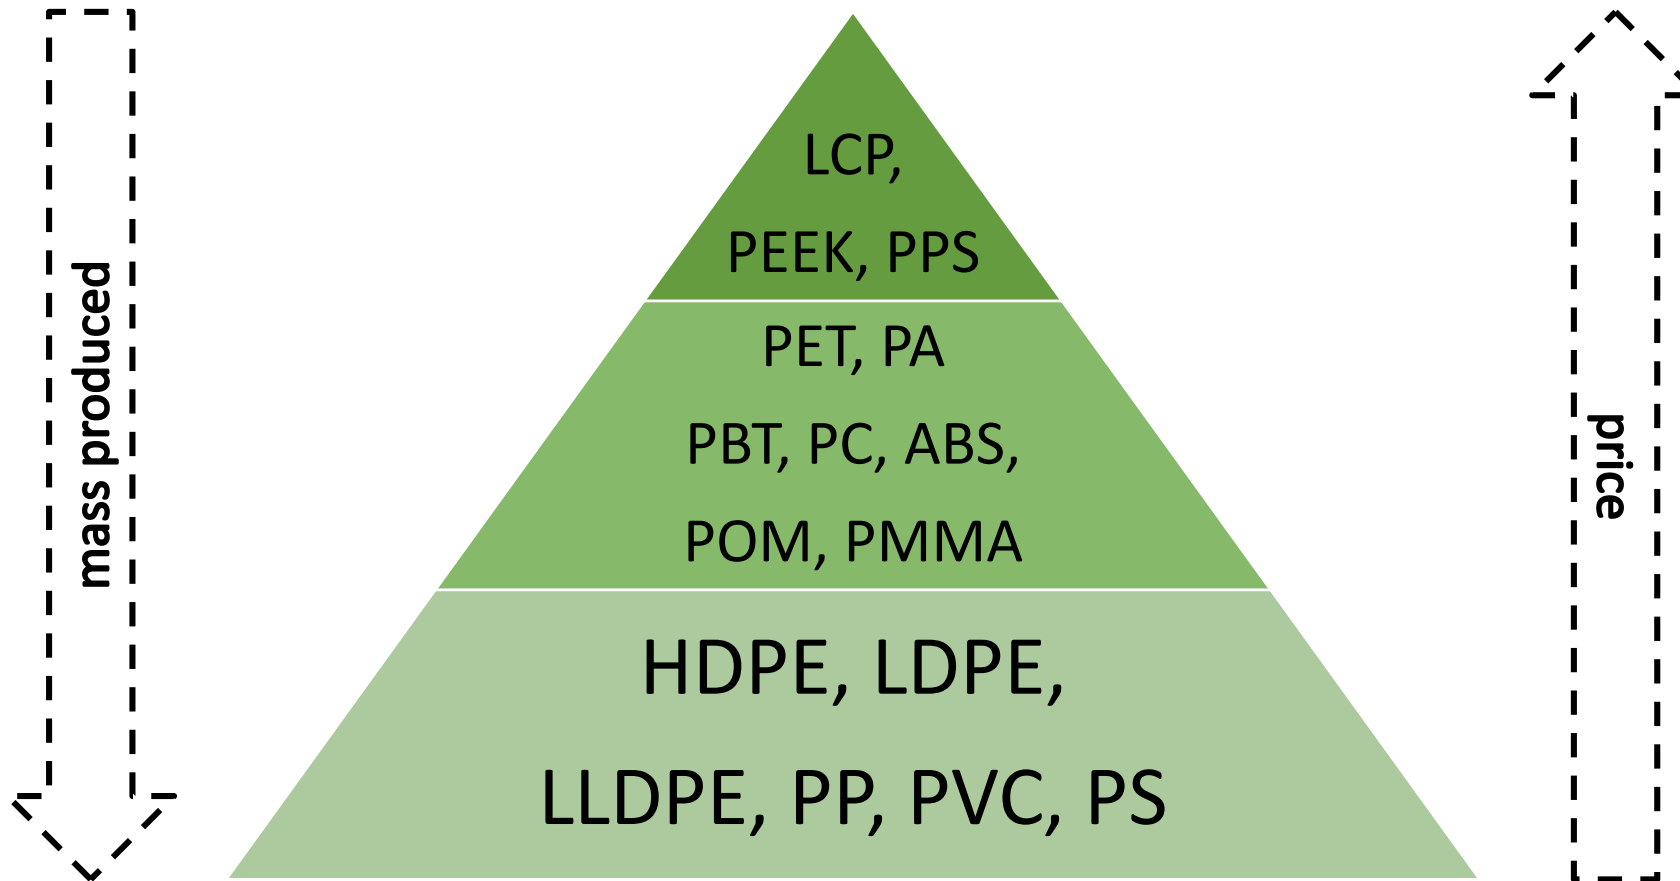 mass produced
LCP,
PEEK, PPS
PET, PA
PBT, PC, ABS,
POM, PMMA
HDPE, LDPE,
LLDPE, PP, PVC, PS
price